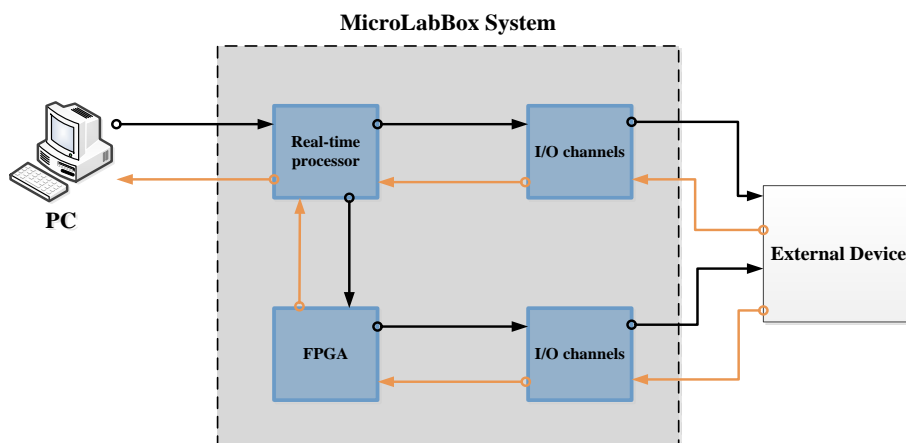 MicroLabBox System
Real-time
processor
I/O channels
PC
External Device
FPGA
I/O channels